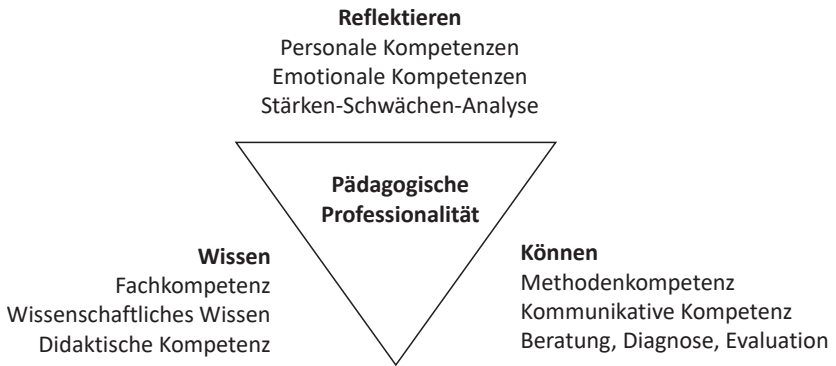 Reflektieren
Personale Kompetenzen
Emotionale Kompetenzen
Stärken-Schwächen-Analyse
Pädagogische
Professionalität
Wissen
Fachkompetenz
Wissenschaftliches Wissen
Didaktische Kompetenz
Können
Methodenkompetenz
Kommunikative Kompetenz
Beratung, Diagnose, Evaluation